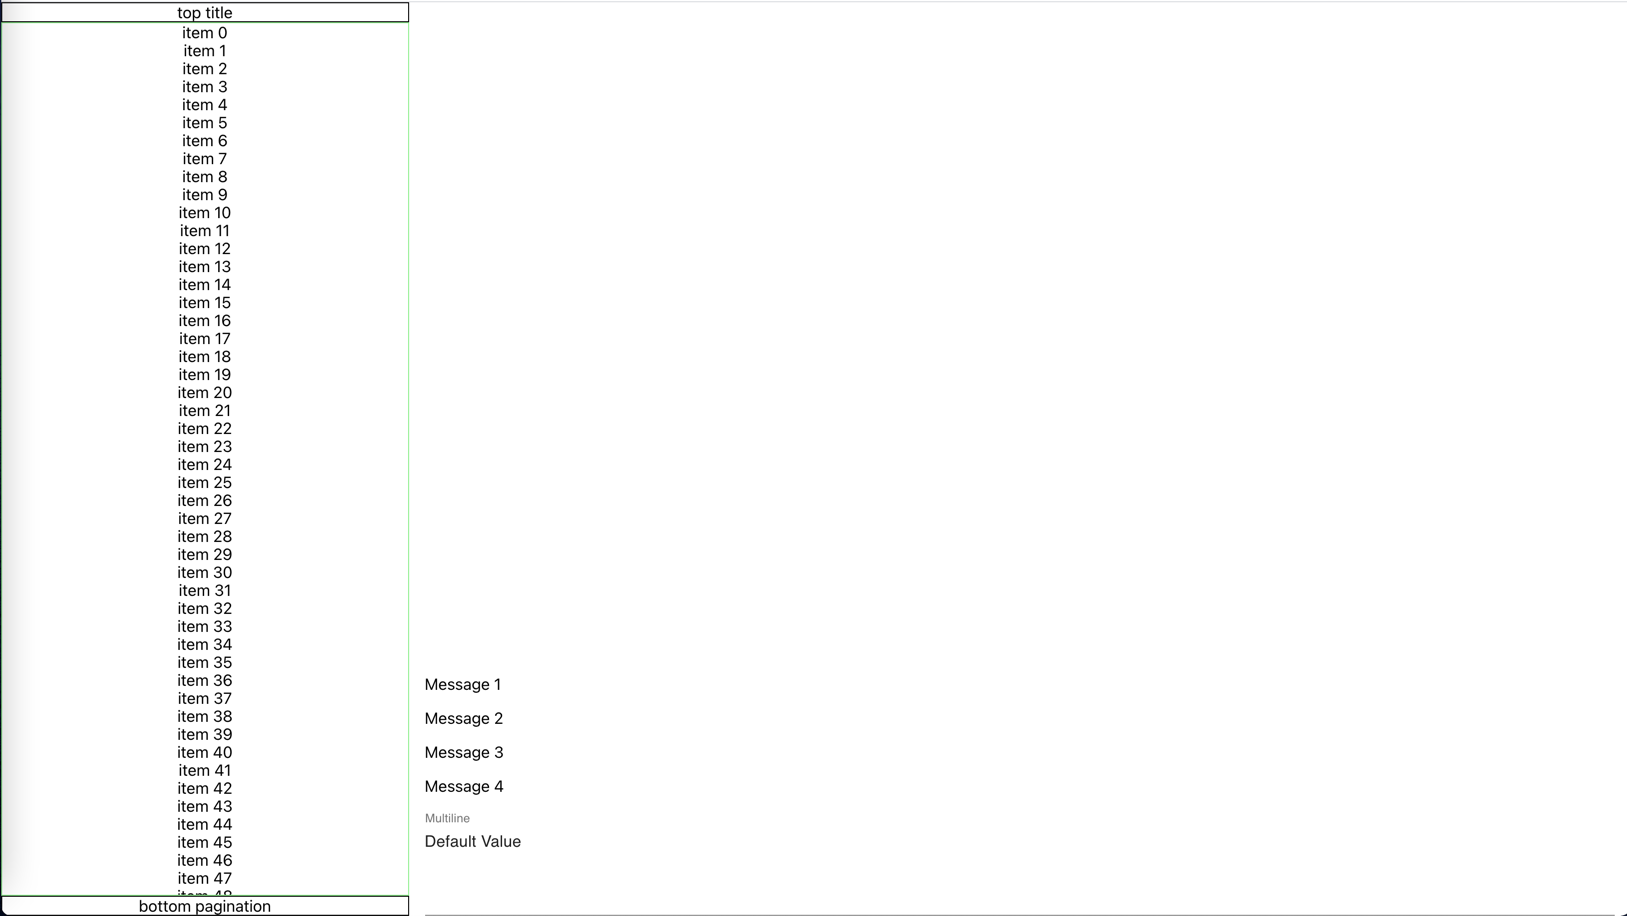 top title
item 0
item 1
item 2
item 3
item 4
item 5
item 6
item 7
item 8
item 9
item 10
item 11
item 12
item 13
item 14
item 15
item 16
item 17
item 18
item 19
item 20
item 21
item 22
item 23
item 24
item 25
item 26
item 27
item 28
item 29
item 30
item 31
item 32
item 33
item 34
item 35
item 36
item 37
item 38
item 39
item 40
item 41
item 42
item 43
item 44
item 45
item 46
item 47
item 48
bottom pagination
Message 1
Message 2
Message 3
Message 4
Multiline
Default Value